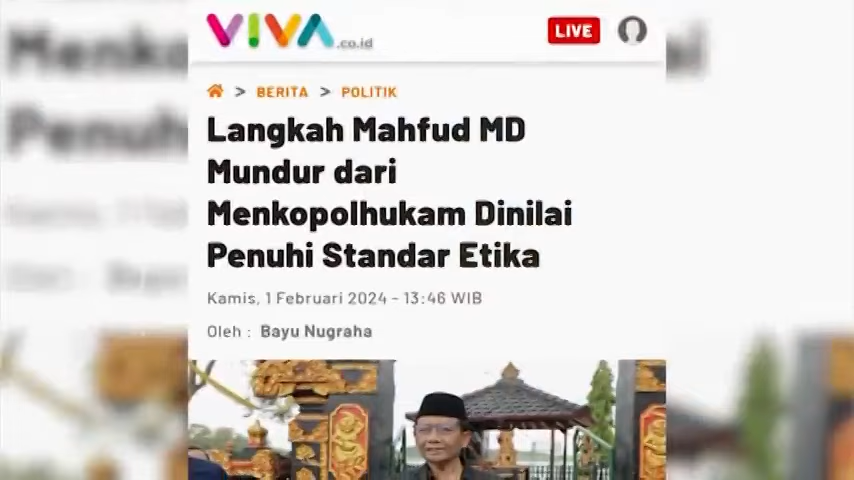 VIVA.co.id
LIVE
> BERITA > POLITIK
Langkah Mahfud MD
Mundur dari
Menkopolhukam Dinilai
Penuhi Standar Etika
Kamis, 1 Februari 2024 - 13:46 WIB
Oleh : Bayu Nugraha